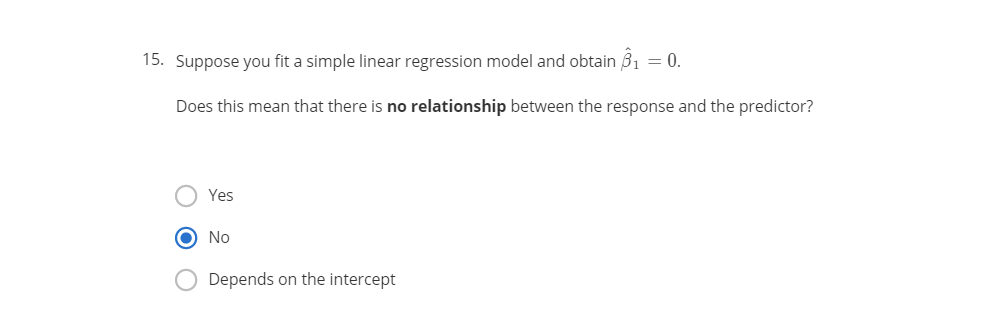 15. Suppose you fit a simple linear regression model and obtain β̂₁ = 0.
Does this mean that there is no relationship between the response and the predictor?
Yes
No
Depends on the intercept